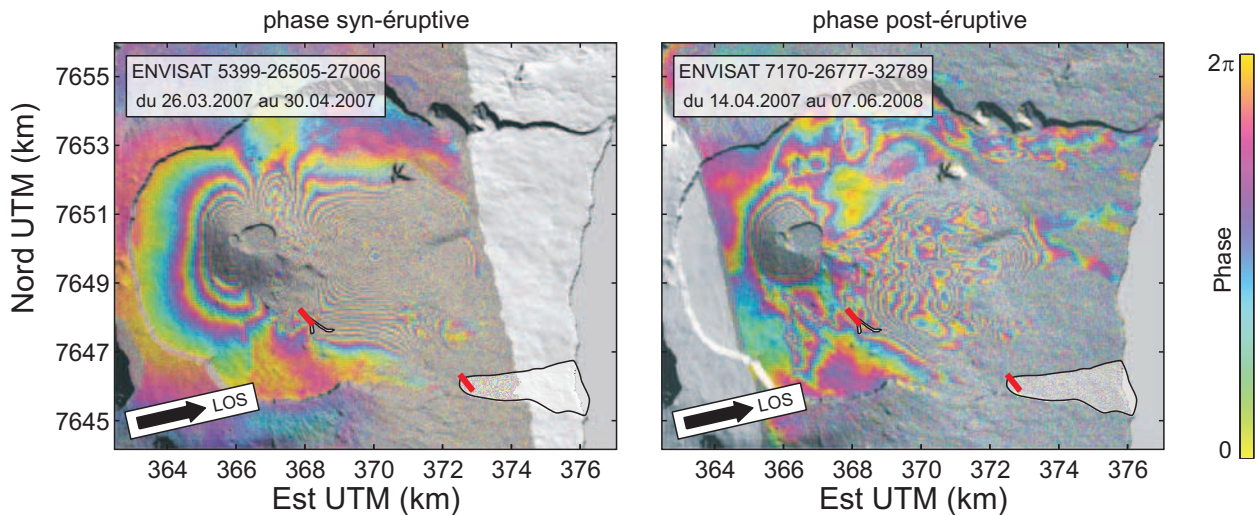 phase syn-éruptive
phase post-éruptive
ENVISAT 5399-26505-27006
du 26.03.2007 au 30.04.2007
ENVISAT 7170-26777-32789
du 14.04.2007 au 07.06.2008
Nord UTM (km)
7655
7653
7651
7649
7647
7645
LOS
LOS
364 366 368 370 372 374 376
364 366 368 370 372 374 376
Est UTM (km)
Est UTM (km)
2π
Phase
0